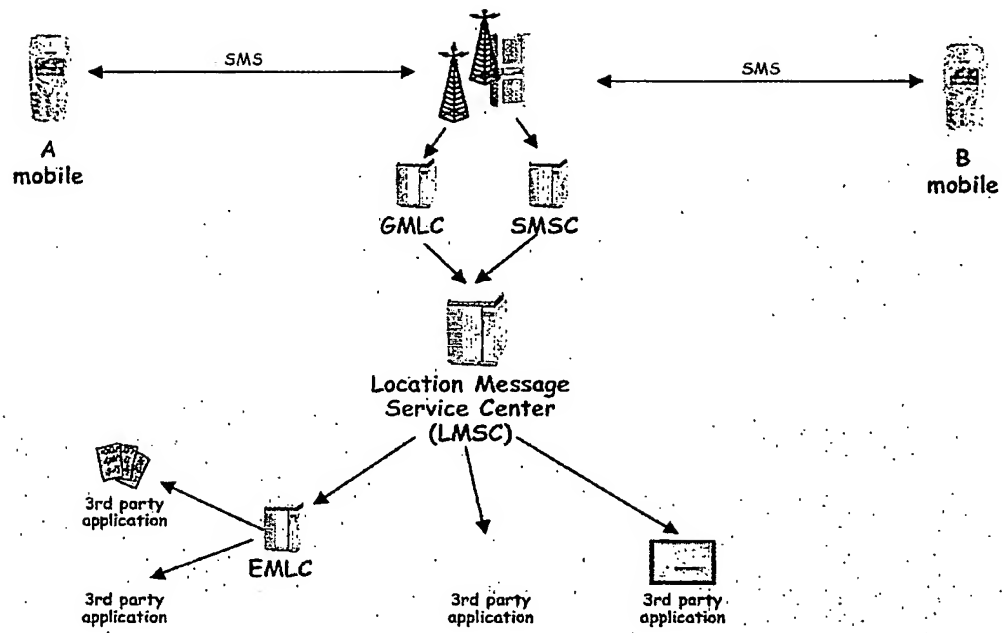 SMS
SMS
A
mobile
B
mobile
GMLC
SMSC
Location Message
Service Center
(LMSC)
3rd party
application
EMLC
3rd party
application
3rd party
application
3rd party
application